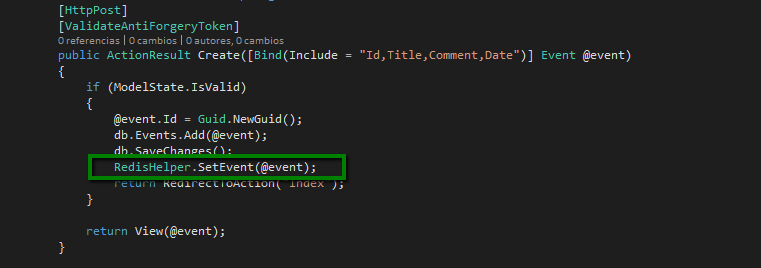 [HttpPost]
[ValidateAntiForgeryToken]
0 referencias | 0 cambios | 0 autores, 0 cambios
public ActionResult Create([Bind(Include = "Id,Title,Comment,Date")] Event @event)
{
if (ModelState.IsValid)
{
@event.Id = Guid.NewGuid();
db.Events.Add(@event);
db.SaveChanges();
RedisHelper.SetEvent(@event);
return RedirectToAction("Index");
}
return View(@event);
}